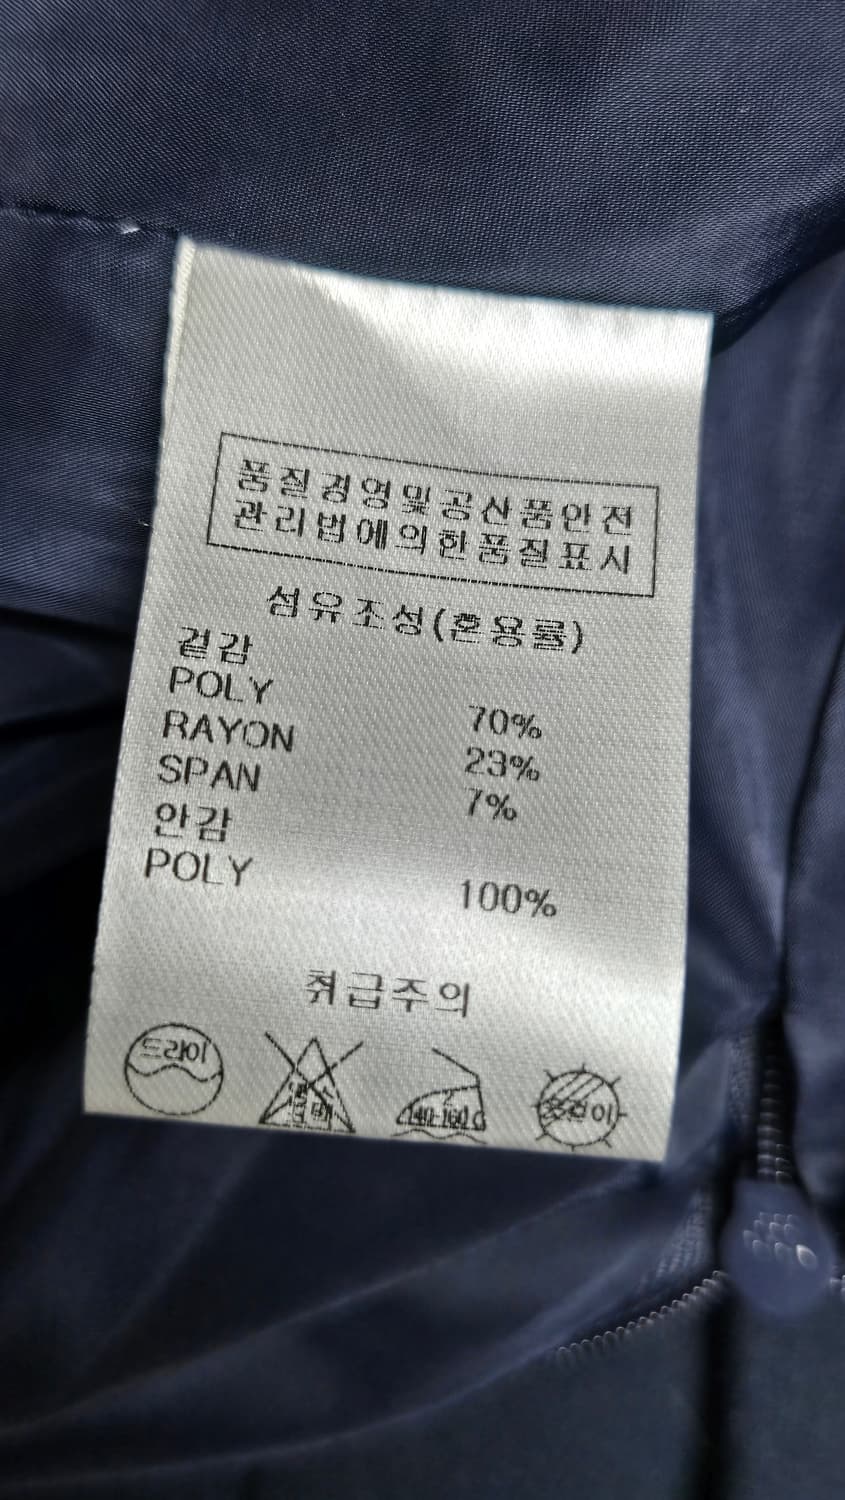 품질경영및공산품안전
관리법에의한품질표시
섬유조성(혼용률)
겉감
POLY 70%
RAYON 23%
SPAN 7%
안감
POLY 100%
취급주의
드라이
140-160℃